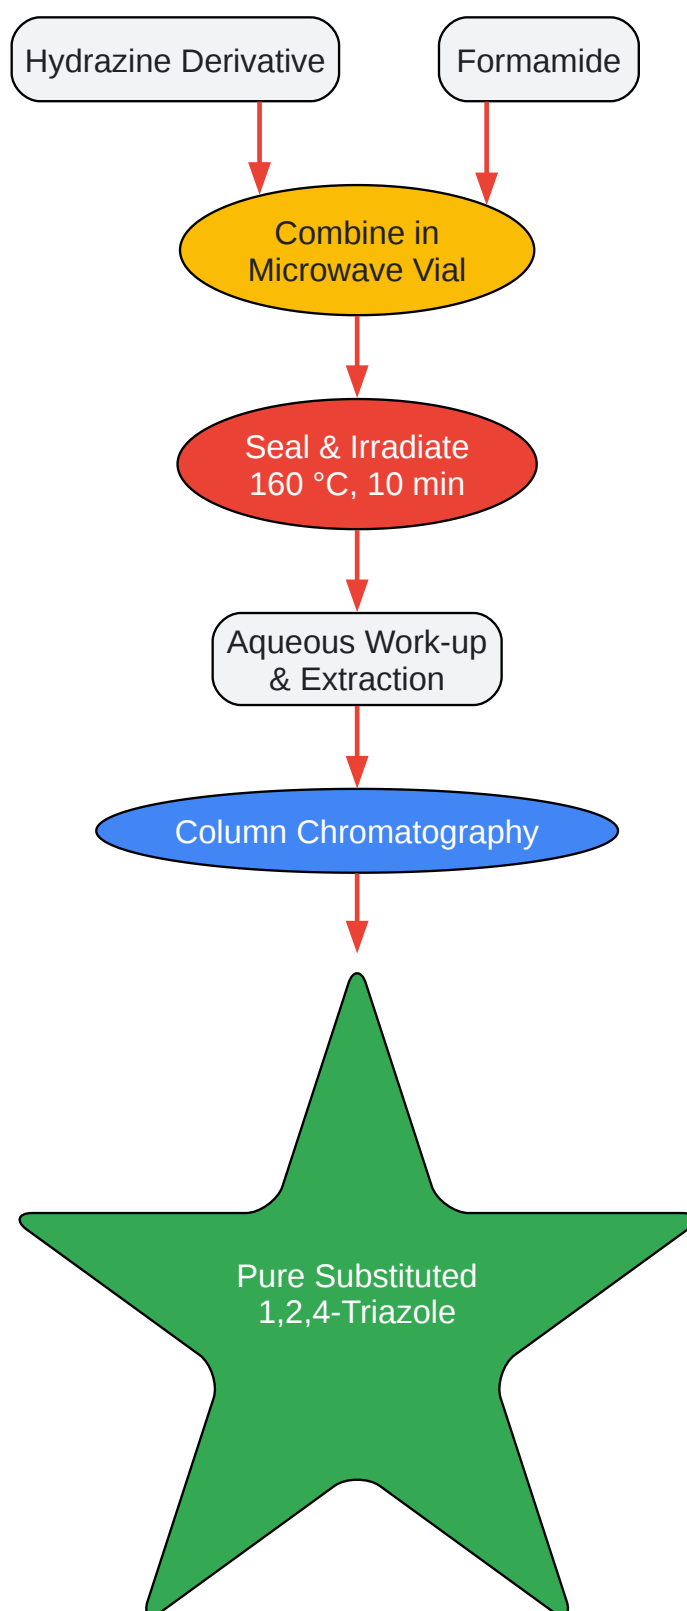 Hydrazine Derivative
Formamide
Combine in
Microwave Vial
Seal & Irradiate
160 °C, 10 min
Aqueous Work-up
& Extraction
Column Chromatography
Pure Substituted
1,2,4-Triazole